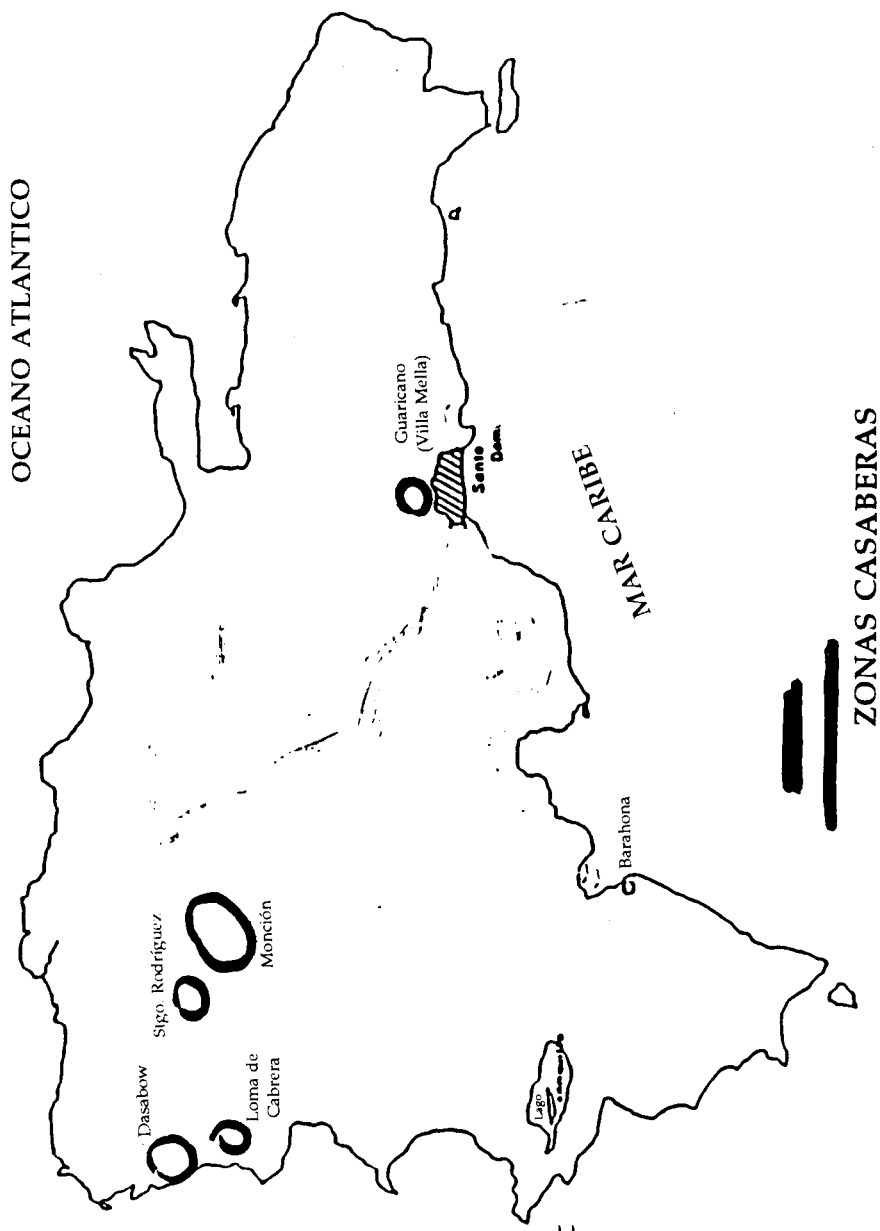 OCEANO ATLANTICO
Dasabow
Stgo. Rodríguez
Loma de
Cabrera
Monción
Guaricano
(Villa Mella)
Santo
Dom.
MAR CARIBE
Lago
Barahona
ZONAS CASABERAS